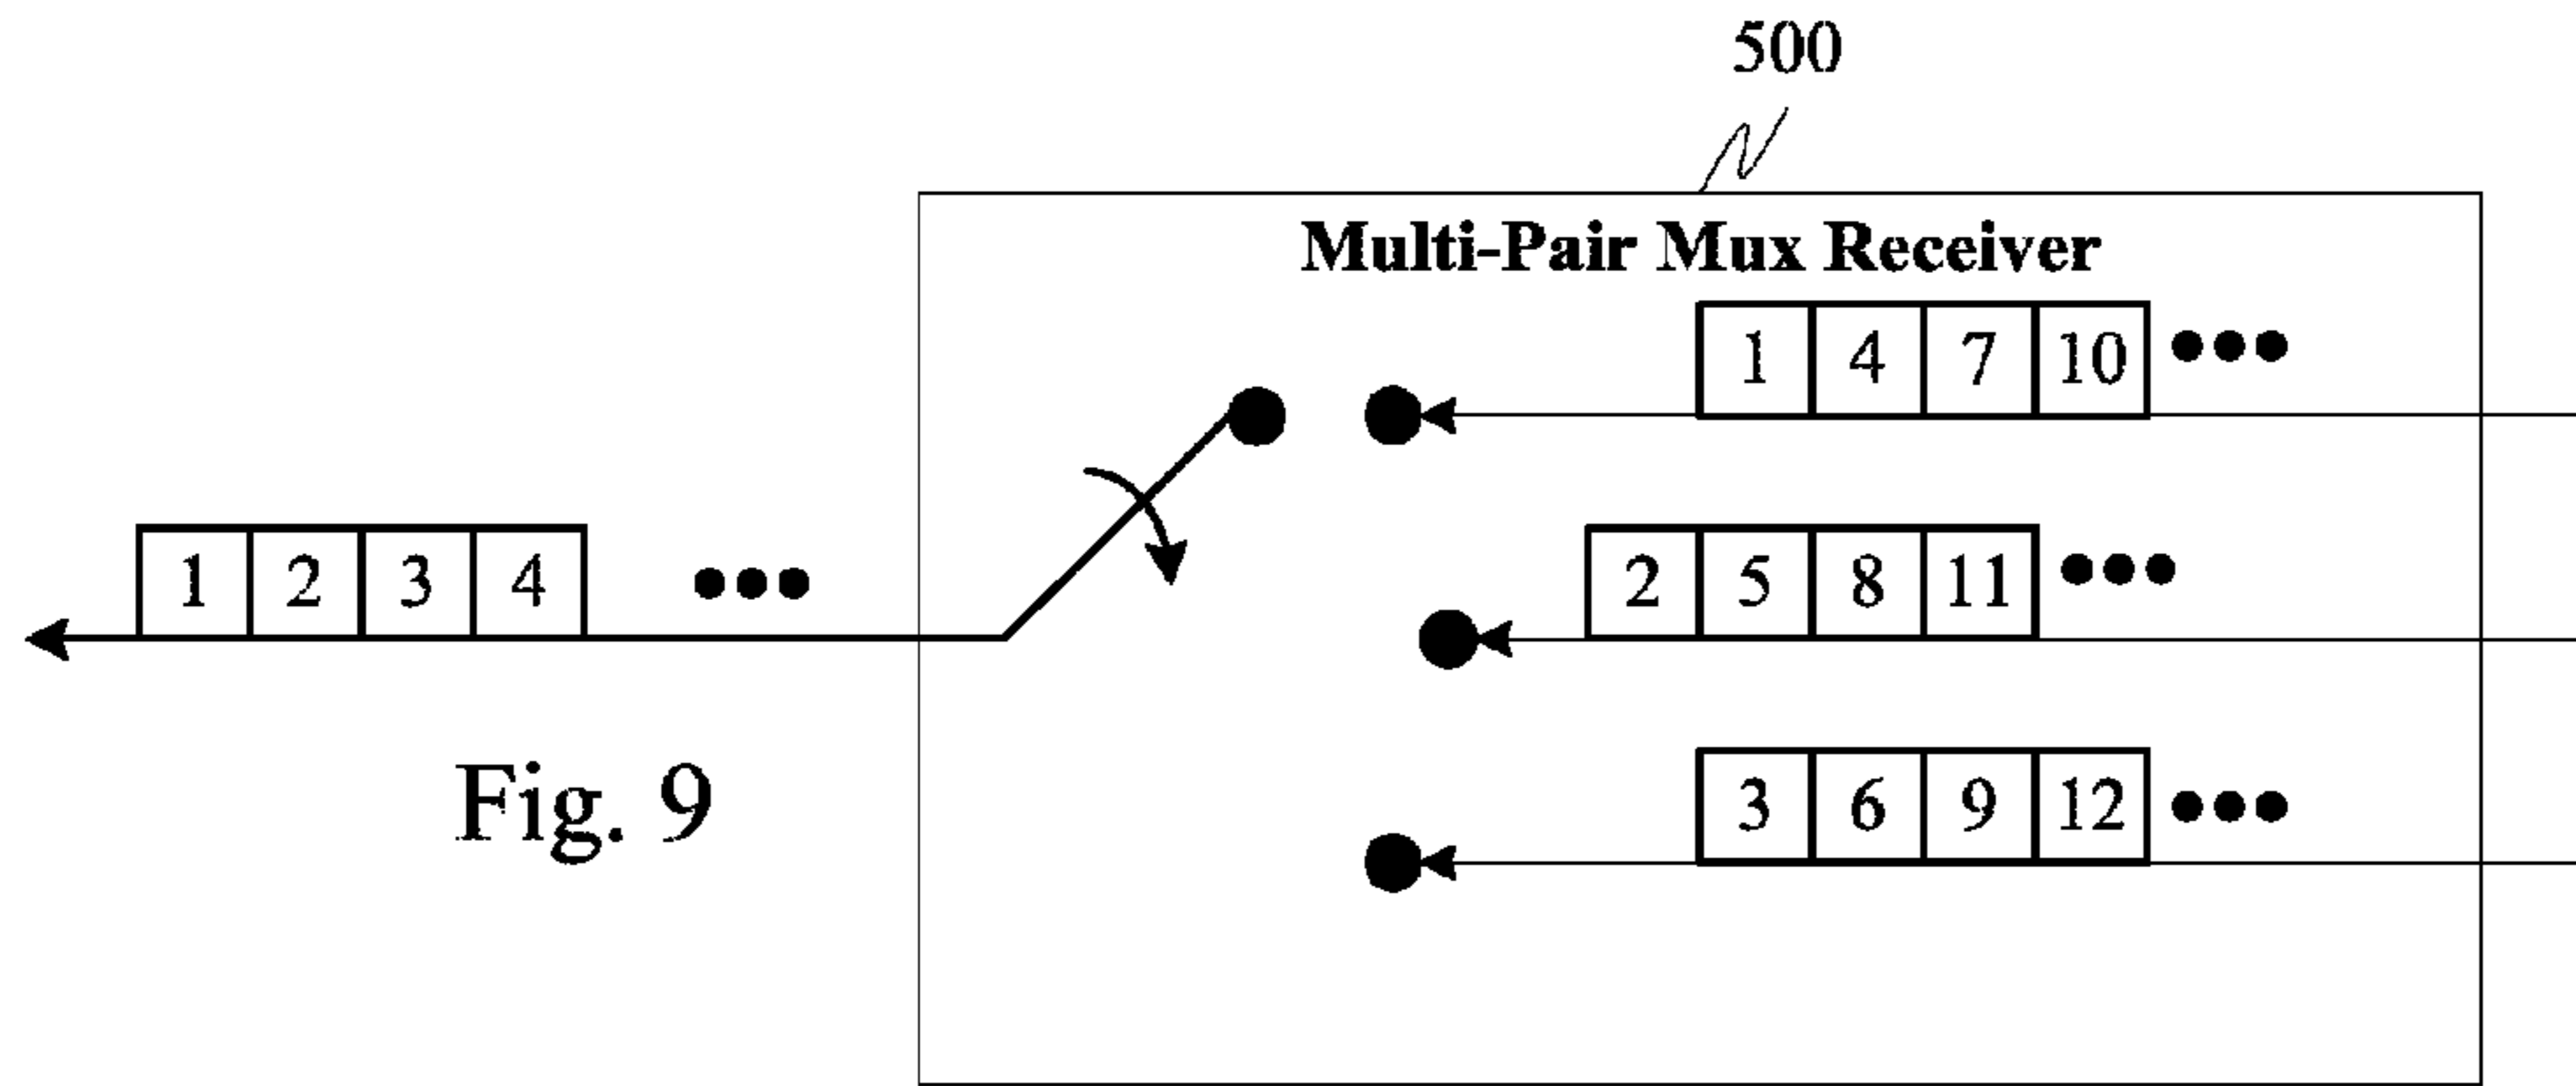 500
Multi-Pair Mux Receiver
1 4 7 10 •••
1 2 3 4 •••
2 5 8 11 •••
3 6 9 12 •••
Fig. 9